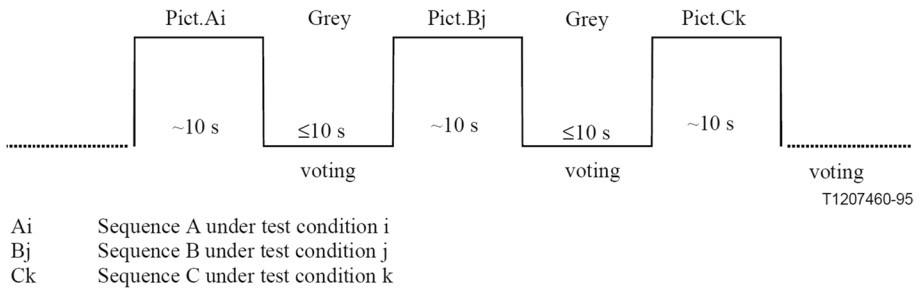 Pict.Ai Grey Pict.Bj Grey Pict.Ck
~10 s ≤10 s ~10 s ≤10 s ~10 s
voting voting voting
T1207460-95
Ai Sequence A under test condition i
Bj Sequence B under test condition j
Ck Sequence C under test condition k